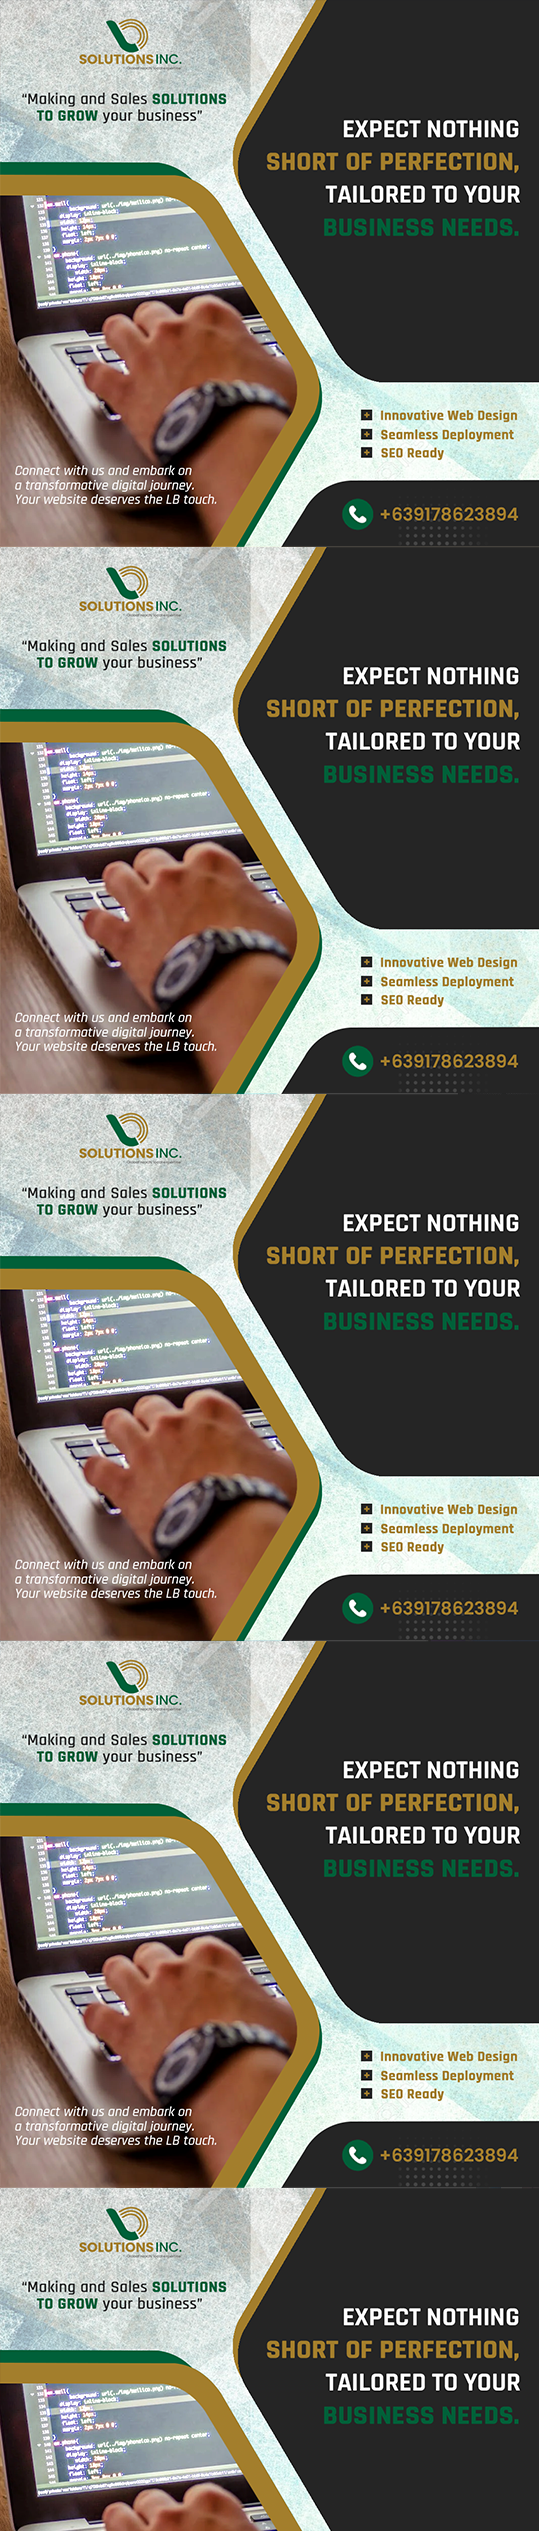 SOLUTIONS INC.
“Making and Sales SOLUTIONS
TO GROW your business”
EXPECT NOTHING
SHORT OF PERFECTION,
TAILORED TO YOUR
BUSINESS NEEDS.
Connect with us and embark on
a transformative digital journey.
Your website deserves the LB touch.
Innovative Web Design
Seamless Deployment
SEO Ready
+639178623894
SOLUTIONS INC.
“Making and Sales SOLUTIONS
TO GROW your business”
EXPECT NOTHING
SHORT OF PERFECTION,
TAILORED TO YOUR
BUSINESS NEEDS.
Connect with us and embark on
a transformative digital journey.
Your website deserves the LB touch.
Innovative Web Design
Seamless Deployment
SEO Ready
+639178623894
SOLUTIONS INC.
“Making and Sales SOLUTIONS
TO GROW your business”
EXPECT NOTHING
SHORT OF PERFECTION,
TAILORED TO YOUR
BUSINESS NEEDS.
Connect with us and embark on
a transformative digital journey.
Your website deserves the LB touch.
Innovative Web Design
Seamless Deployment
SEO Ready
+639178623894
SOLUTIONS INC.
“Making and Sales SOLUTIONS
TO GROW your business”
EXPECT NOTHING
SHORT OF PERFECTION,
TAILORED TO YOUR
BUSINESS NEEDS.
Connect with us and embark on
a transformative digital journey.
Your website deserves the LB touch.
Innovative Web Design
Seamless Deployment
SEO Ready
+639178623894
SOLUTIONS INC.
“Making and Sales SOLUTIONS
TO GROW your business”
EXPECT NOTHING
SHORT OF PERFECTION,
TAILORED TO YOUR
BUSINESS NEEDS.